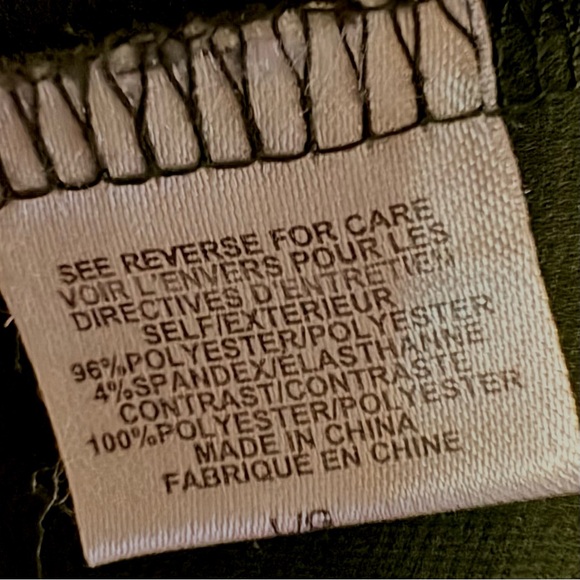 SEE REVERSE FOR CARE
VOIR L'ENVERS POUR LES
DIRECTIVES D'ENTRETIEN
SELF/EXTERIEUR
96%POLYESTER/POLYESTER
4%SPANDEX/ELASTHANNE
CONTRAST/CONTRASTE
100%POLYESTER/POLYESTER
MADE IN CHINA
FABRIQUE EN CHINE